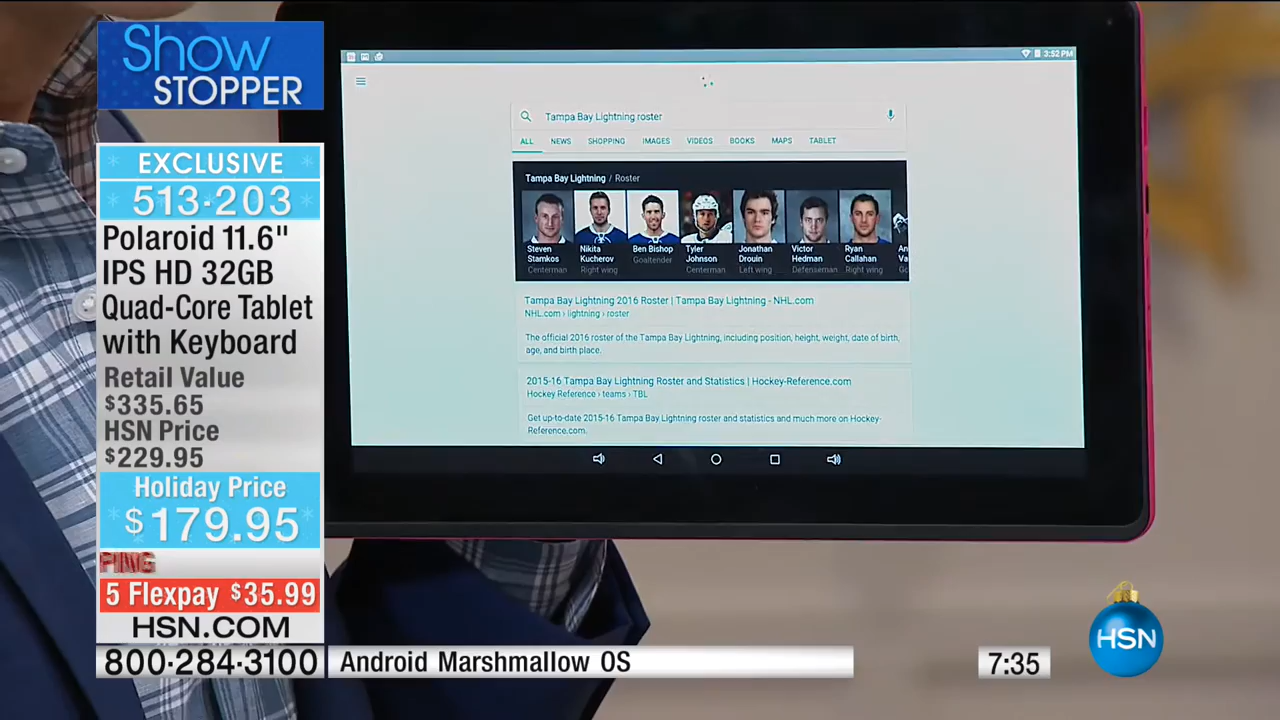 Show
STOPPER
EXCLUSIVE
513-203
Polaroid 11.6"
IPS HD 32GB
Quad-Core Tablet
with Keyboard
Retail Value
$335.65
HSN Price
$229.95
Holiday Price
$179.95
PING
5 Flexpay $35.99
HSN.COM
800-284-3100
Android Marshmallow OS
7:35
HSN
3:52 PM
Tampa Bay Lightning roster
ALL NEWS SHOPPING IMAGES VIDEOS BOOKS MAPS TABLET
Tampa Bay Lightning / Roster
Steven Stamkos Centerman
Nikita Kucherov Right wing
Ben Bishop Goaltender
Tyler Johnson Centerman
Jonathan Drouin Left wing
Victor Hedman Defenseman
Ryan Callahan Right wing
An
Va
Go
Tampa Bay Lightning 2016 Roster | Tampa Bay Lightning - NHL.com
NHL.com › lightning › roster
The official 2016 roster of the Tampa Bay Lightning, including position, height, weight, date of birth,
age, and birth place.
2015-16 Tampa Bay Lightning Roster and Statistics | Hockey-Reference.com
Hockey Reference › teams › TBL
Get up-to-date 2015-16 Tampa Bay Lightning roster and statistics and much more on Hockey-
Reference.com.